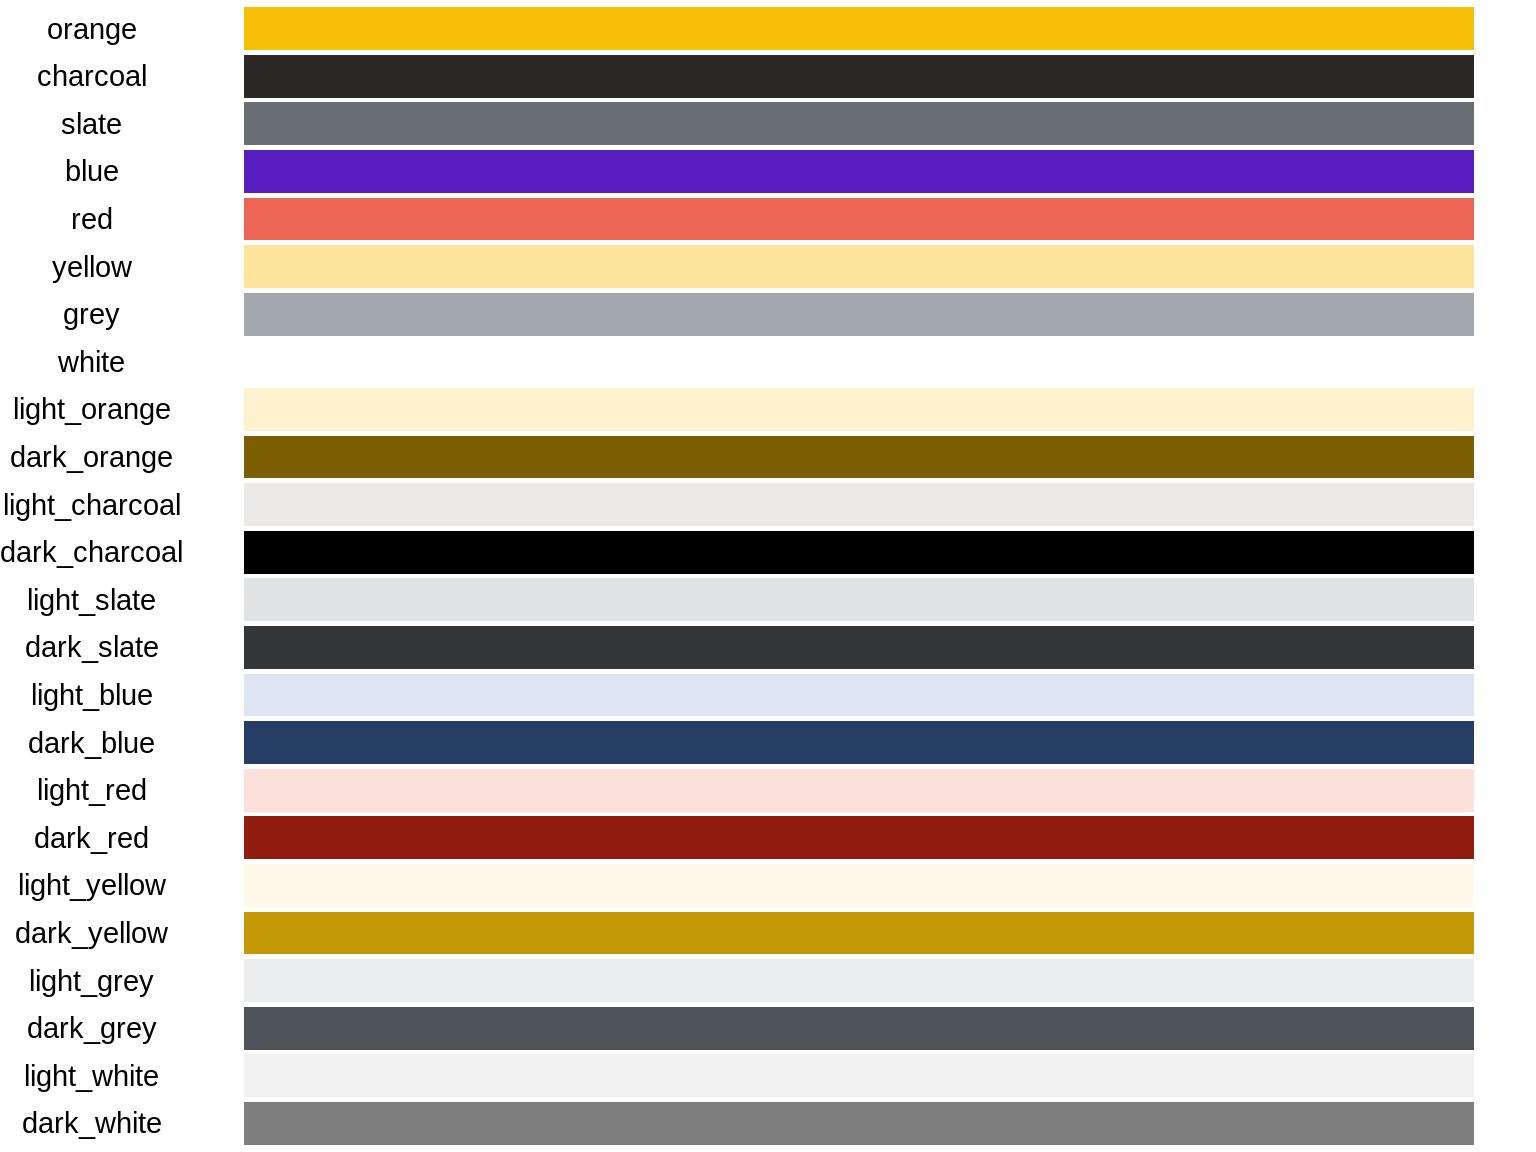 orange
charcoal
slate
blue
red
yellow
grey
white
light_orange
dark_orange
light_charcoal
dark_charcoal
light_slate
dark_slate
light_blue
dark_blue
light_red
dark_red
light_yellow
dark_yellow
light_grey
dark_grey
light_white
dark_white